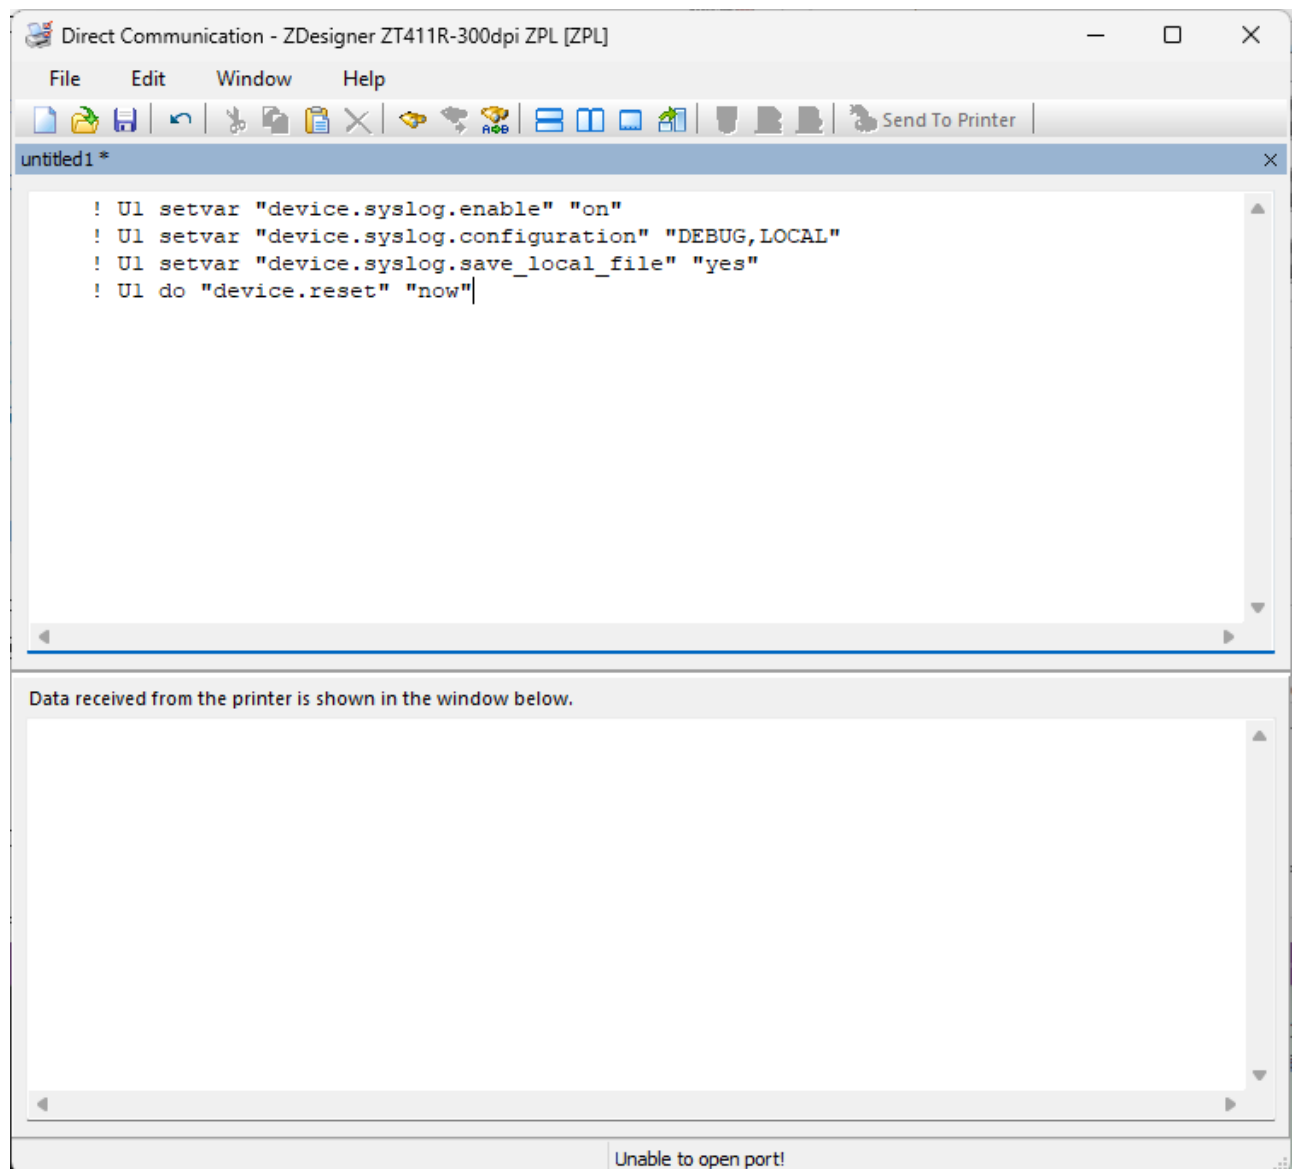 Direct Communication - ZDesigner ZT411R-300dpi ZPL [ZPL]
File Edit Window Help
A B
Send To Printer
untitled1 *
! U1 setvar "device.syslog.enable" "on"
! U1 setvar "device.syslog.configuration" "DEBUG,LOCAL"
! U1 setvar "device.syslog.save_local_file" "yes"
! U1 do "device.reset" "now"
Data received from the printer is shown in the window below.
Unable to open port!